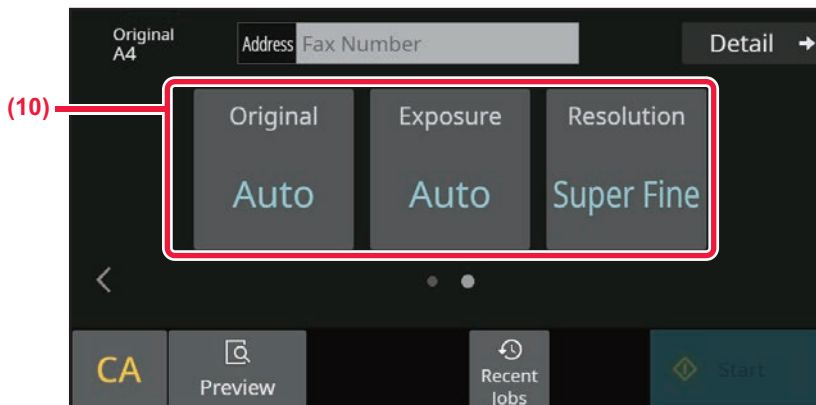 Original
A4
Address Fax Number
Detail
(10)
Original
Exposure
Resolution
Auto
Auto
Super Fine
CA
Preview
Recent
Jobs
Start